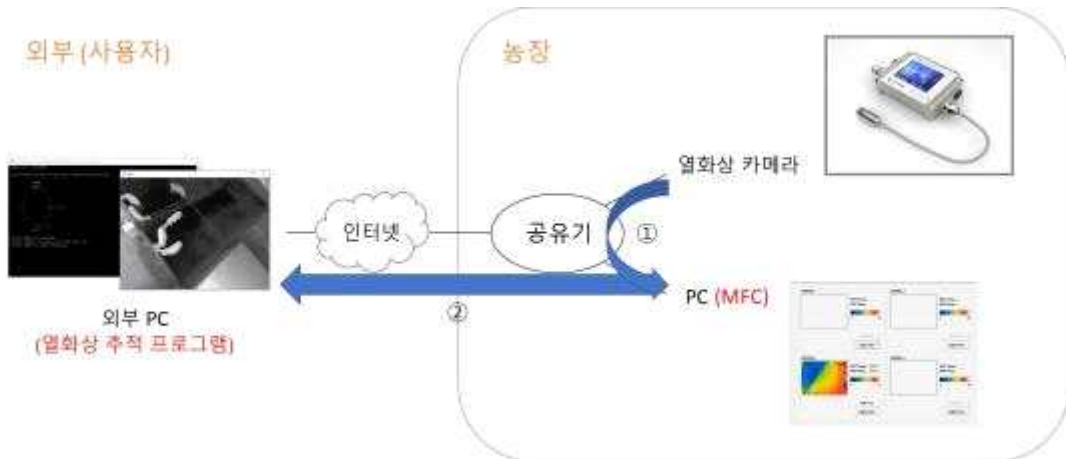 외부 (사용자)
농장
열화상 카메라
인터넷
공유기
①
PC (MFC)
②
외부 PC
(열화상 추적 프로그램)